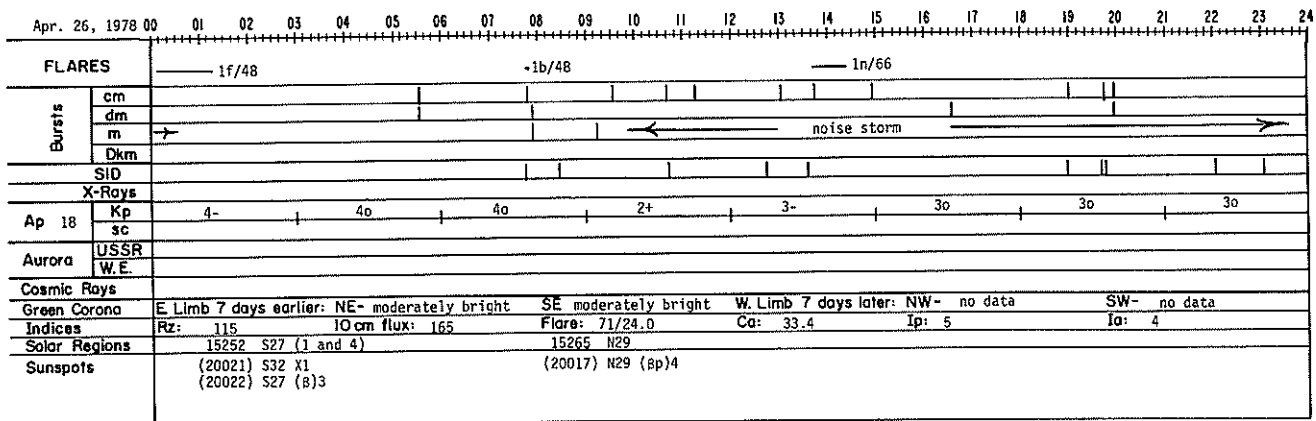 Apr. 26, 1978 00 01 02 03 04 05 06 07 08 09 10 11 12 13 14 15 16 17 18 19 20 21 22 23 24
FLARES 1f/48 1b/48 1n/66
Bursts
cm
dm
m noise storm
Dkm
SID
X-Rays
Ap 18 Kp 4- 4o 4o 2+ 3- 3o 3o 3o
sc
Aurora USSR
W.E.
Cosmic Rays
Green Corona E Limb 7 days earlier: NE- moderately bright SE moderately bright W. Limb 7 days later: NW- no data SW- no data
Indices Rz: 115 10 cm flux: 165 Flare: 71/24.0 Ca: 33.4 Ip: 5 Ia: 4
Solar Regions 15252 S27 (1 and 4) 15265 N29
Sunspots (20021) S32 X1 (20017) N29 (βp)4
(20022) S27 (β)3